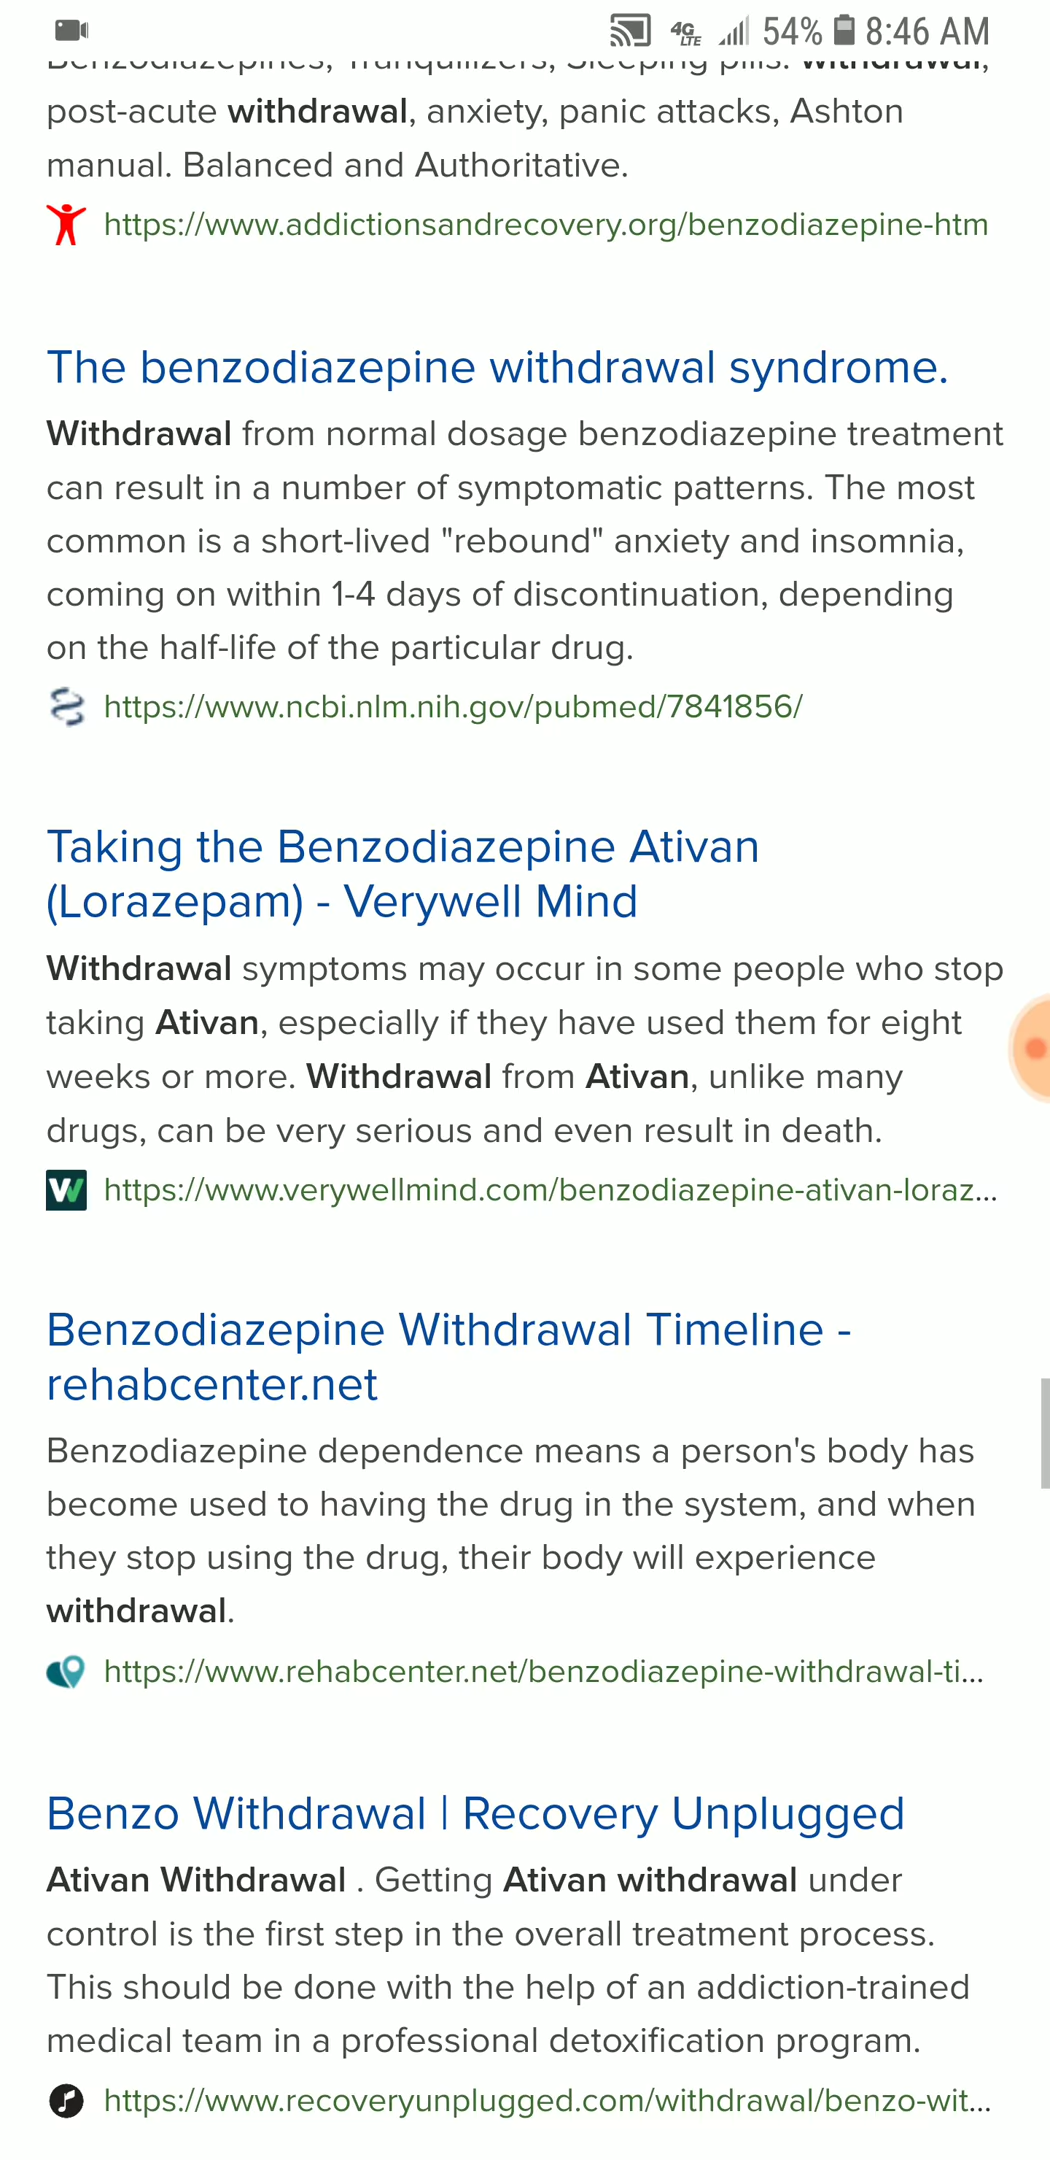 4G LTE 54% 8:46 AM
Benzodiazepines, Tranquilizers, Sleeping pills. withdrawal,
post-acute withdrawal, anxiety, panic attacks, Ashton
manual. Balanced and Authoritative.
https://www.addictionsandrecovery.org/benzodiazepine-htm
The benzodiazepine withdrawal syndrome.
Withdrawal from normal dosage benzodiazepine treatment
can result in a number of symptomatic patterns. The most
common is a short-lived "rebound" anxiety and insomnia,
coming on within 1-4 days of discontinuation, depending
on the half-life of the particular drug.
https://www.ncbi.nlm.nih.gov/pubmed/7841856/
Taking the Benzodiazepine Ativan
(Lorazepam) - Verywell Mind
Withdrawal symptoms may occur in some people who stop
taking Ativan, especially if they have used them for eight
weeks or more. Withdrawal from Ativan, unlike many
drugs, can be very serious and even result in death.
https://www.verywellmind.com/benzodiazepine-ativan-loraz...
Benzodiazepine Withdrawal Timeline -
rehabcenter.net
Benzodiazepine dependence means a person's body has
become used to having the drug in the system, and when
they stop using the drug, their body will experience
withdrawal.
https://www.rehabcenter.net/benzodiazepine-withdrawal-ti...
Benzo Withdrawal | Recovery Unplugged
Ativan Withdrawal . Getting Ativan withdrawal under
control is the first step in the overall treatment process.
This should be done with the help of an addiction-trained
medical team in a professional detoxification program.
https://www.recoveryunplugged.com/withdrawal/benzo-wit...